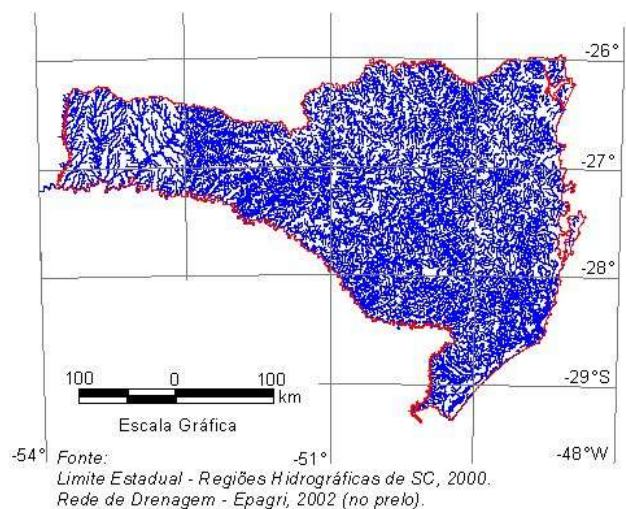 -26°
-27°
-28°
100 0 100
km
-29°S
Escala Gráfica
-54° -51° -48°W
Fonte:
Limite Estadual - Regiões Hidrográficas de SC, 2000.
Rede de Drenagem - Epagri, 2002 (no prelo).